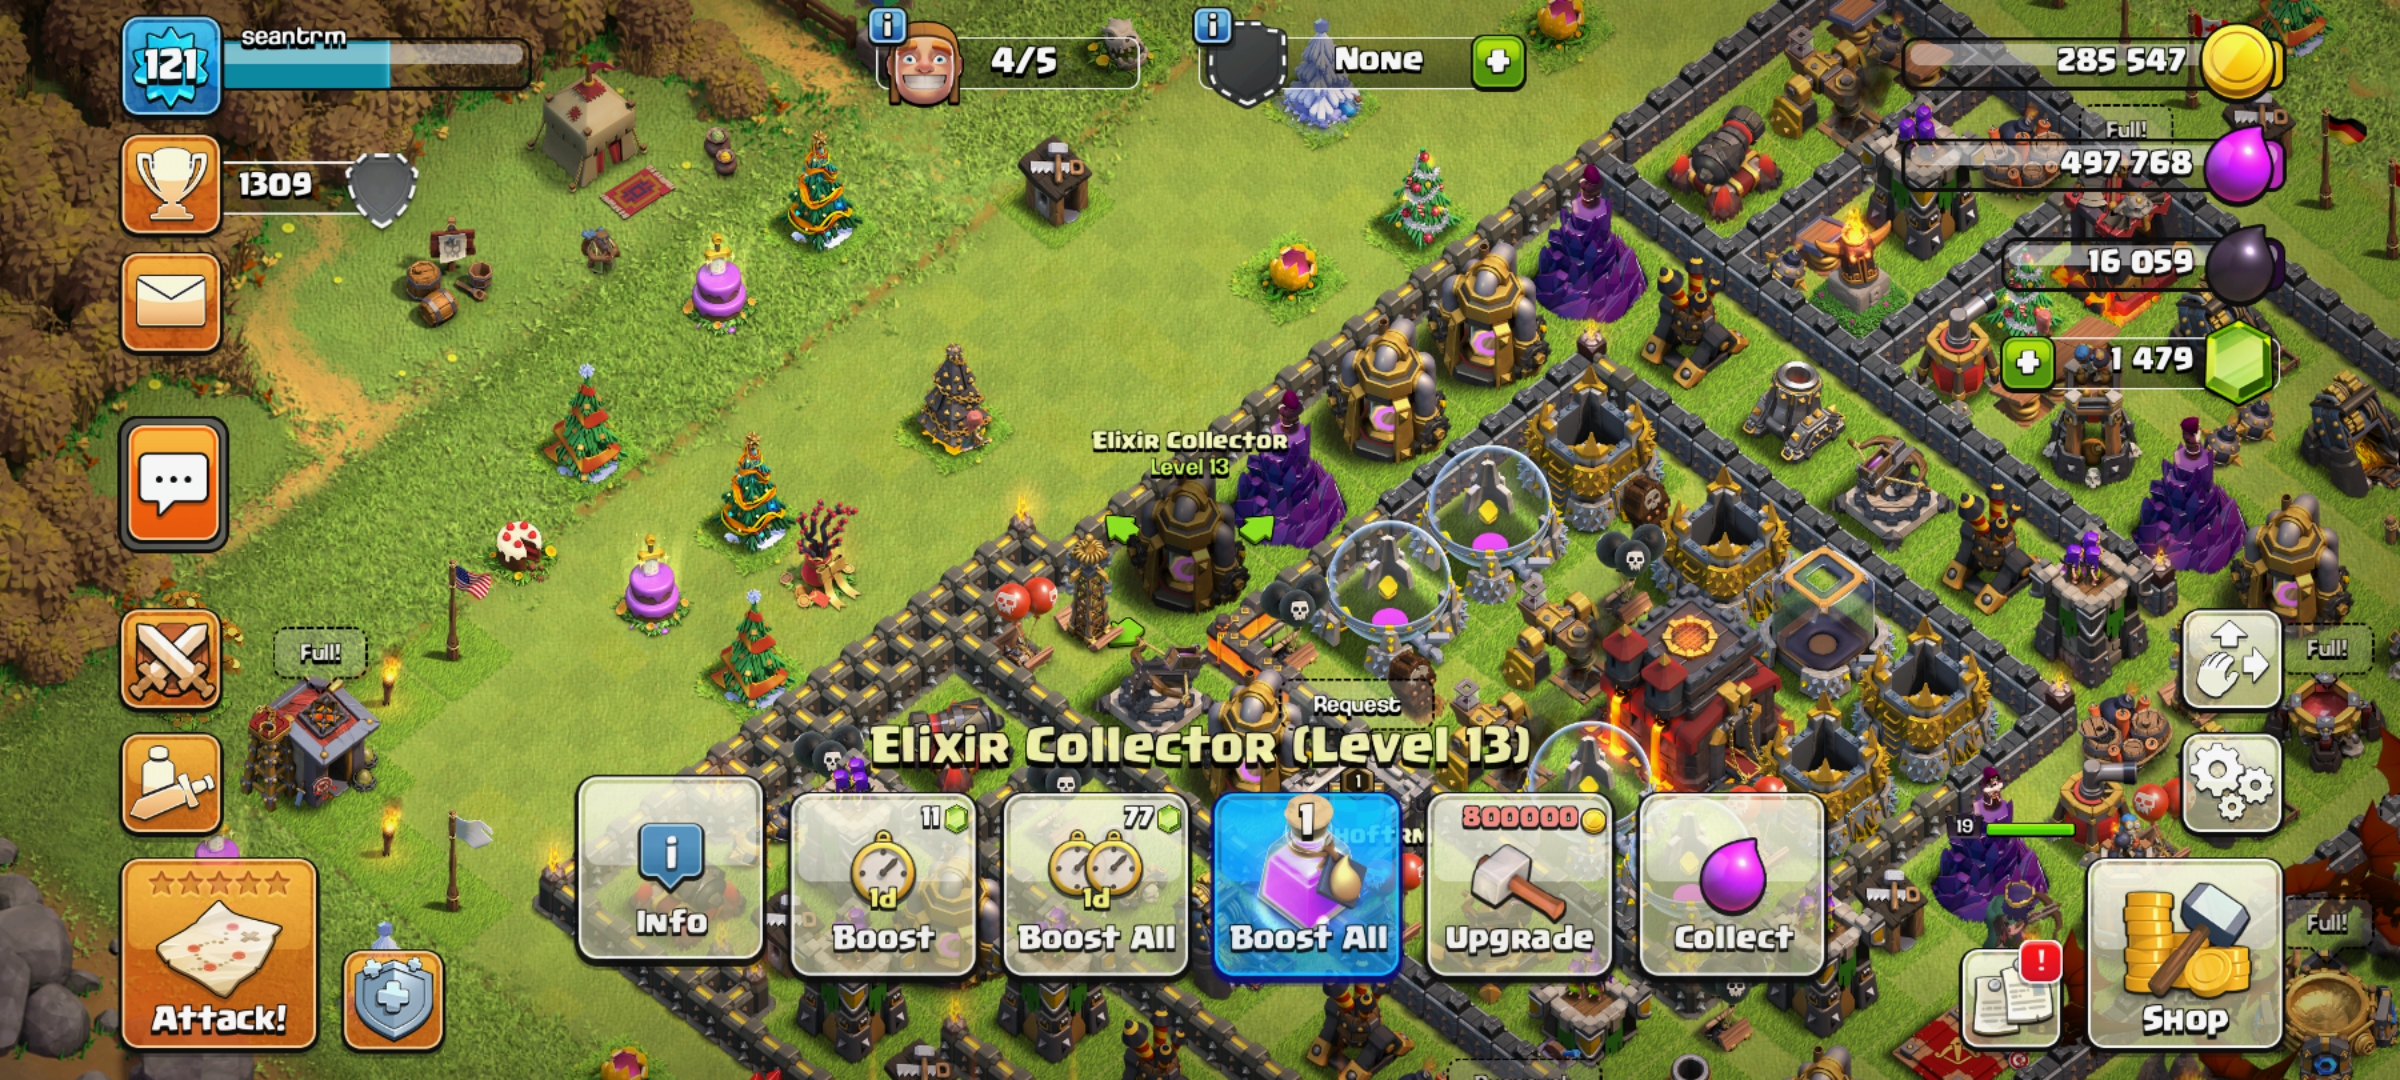 121
seantrm
4/5
None
285 547
Full!
1309
497 768
16 059
1 479
Elixir Collector
Level 13
Full!
Full!
Request
Elixir Collector (Level 13)
1
19
Info
11
1d
Boost
77
1d
Boost All
1
Boost All
800000
Upgrade
Collect
Full!
!
Attack!
Shop